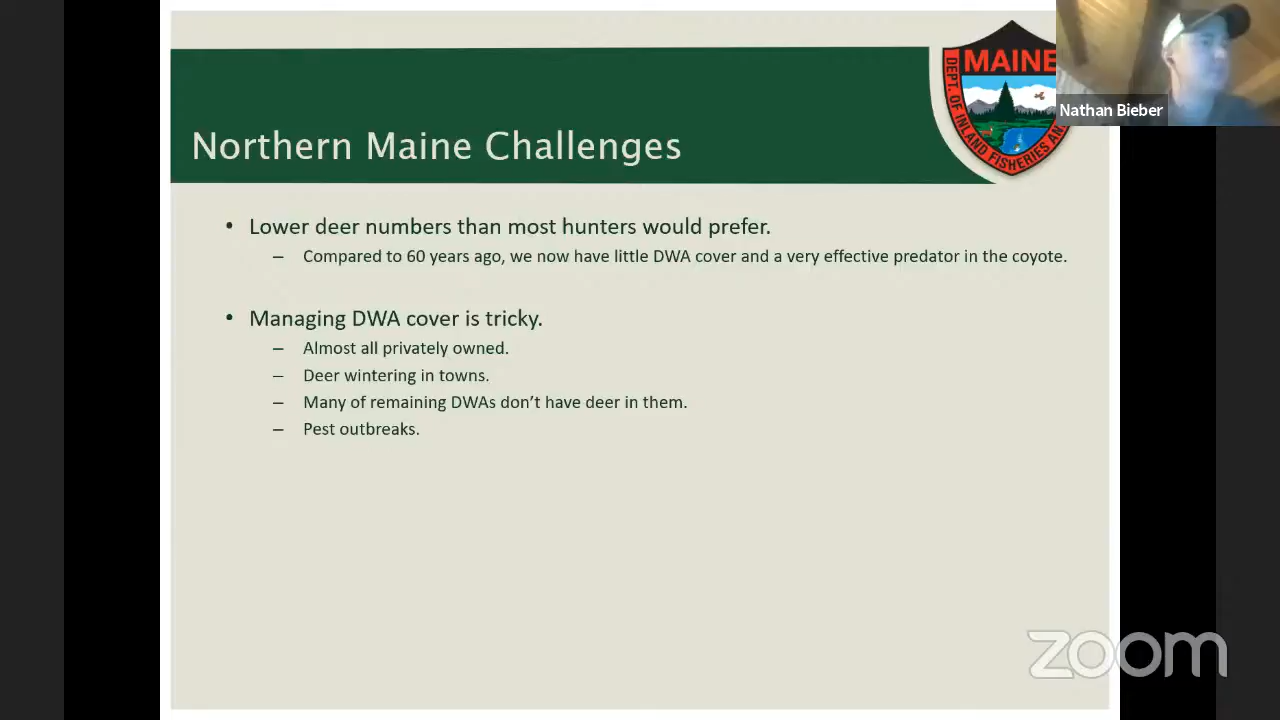 MAINE
DEPT. OF INLAND FISHERIES AN
Nathan Bieber
Northern Maine Challenges
• Lower deer numbers than most hunters would prefer.
– Compared to 60 years ago, we now have little DWA cover and a very effective predator in the coyote.
• Managing DWA cover is tricky.
– Almost all privately owned.
– Deer wintering in towns.
– Many of remaining DWAs don't have deer in them.
– Pest outbreaks.
zoom